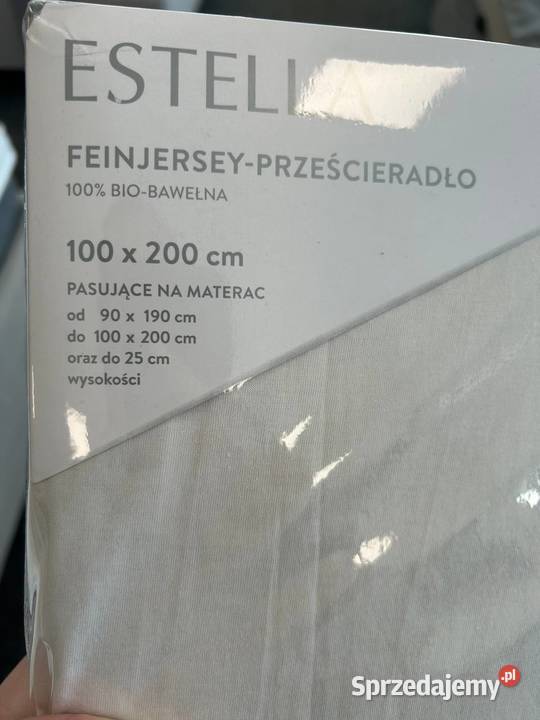 ESTELLA
FEINJERSEY-PRZEŚCIERADŁO
100% BIO-BAWEŁNA
100 x 200 cm
PASUJĄCE NA MATERAC
od 90 x 190 cm
do 100 x 200 cm
oraz do 25 cm
wysokości
Sprzedajemy.pl